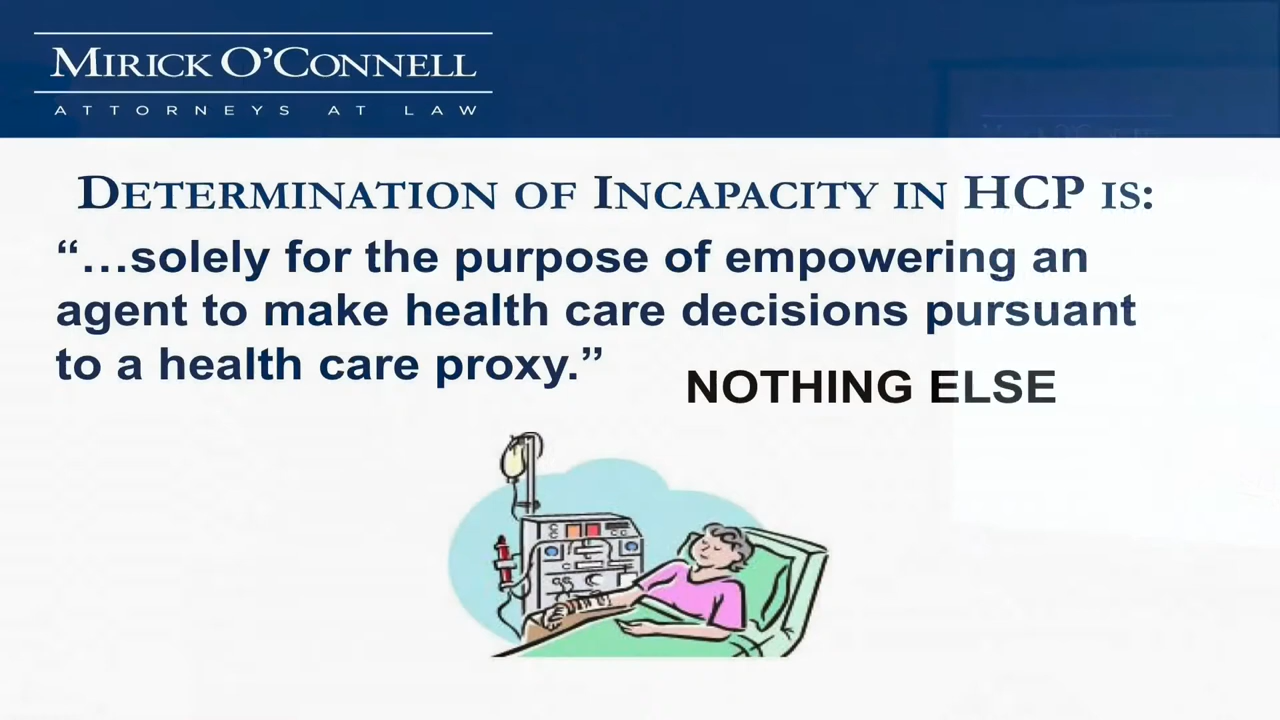 MIRICK O'CONNELL
ATTORNEYS AT LAW
DETERMINATION OF INCAPACITY IN HCP IS:
“…solely for the purpose of empowering an
agent to make health care decisions pursuant
to a health care proxy.”
NOTHING ELSE